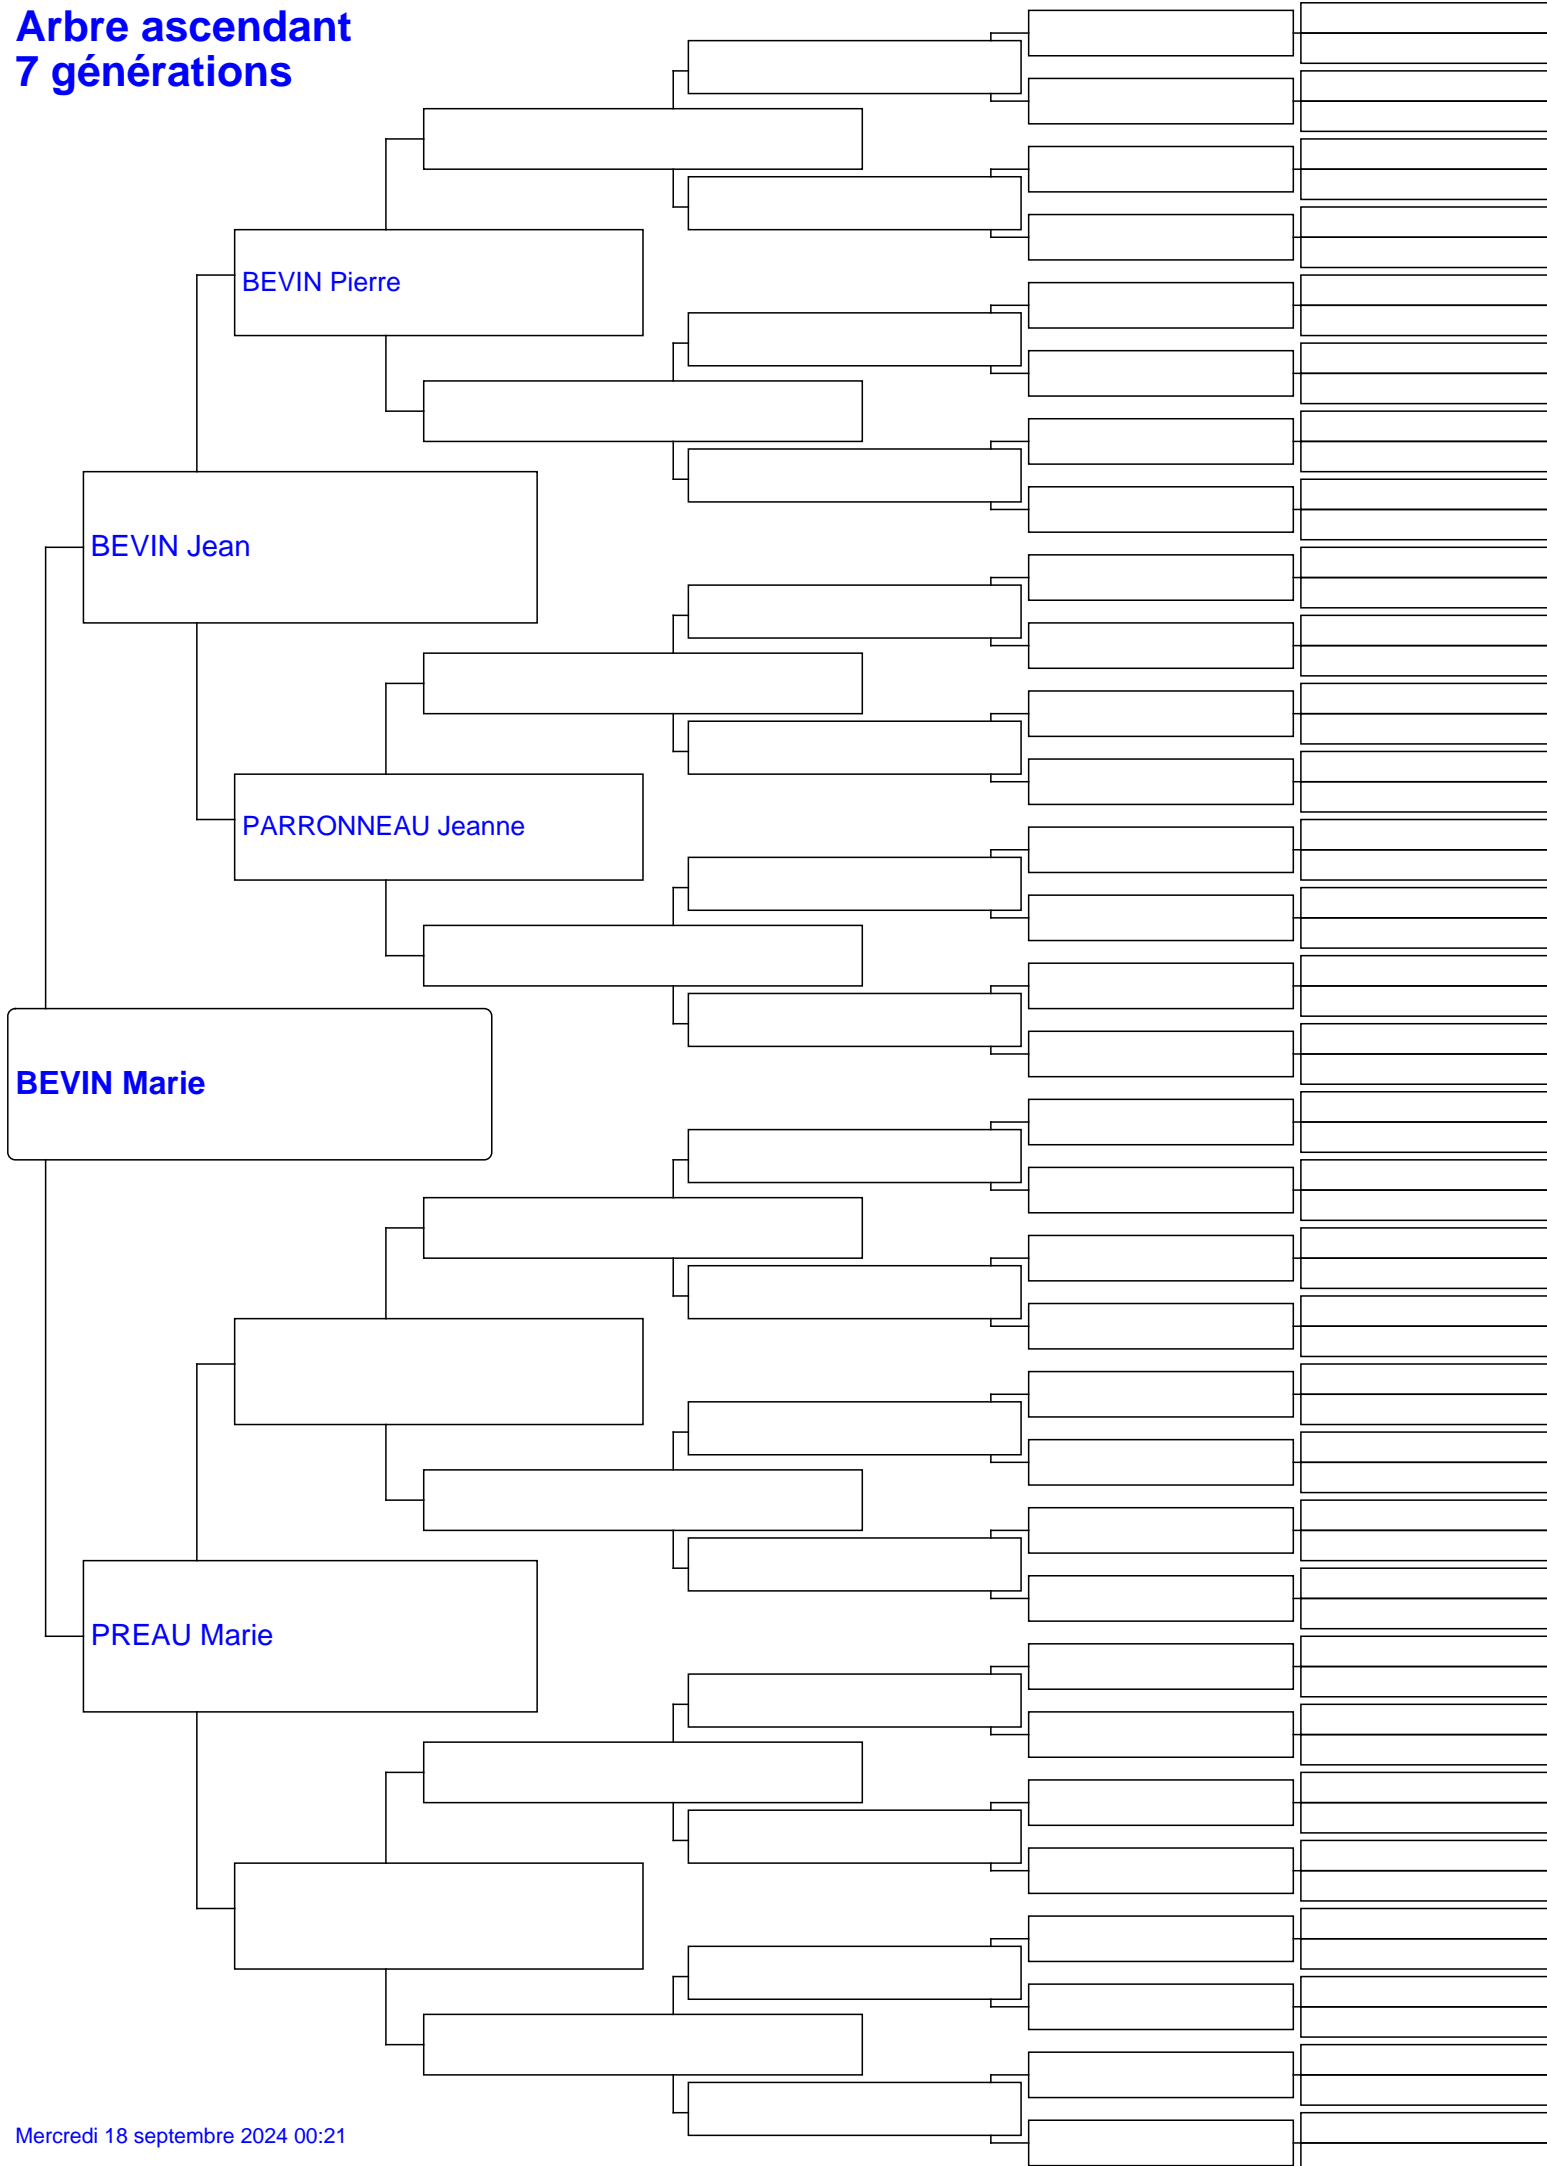 Arbre ascendant
7 générations
BEVIN Pierre
BEVIN Jean
PARRONNEAU Jeanne
BEVIN Marie
PREAU Marie
Mercredi 18 septembre 2024 00:21